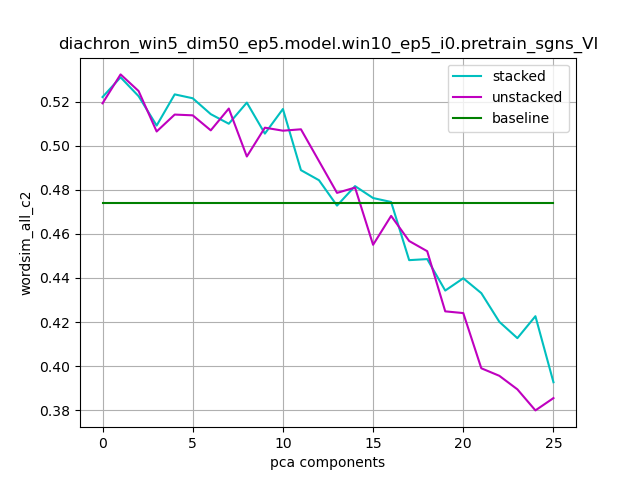 diachron_win5_dim50_ep5.model.win10_ep5_i0.pretrain_sgns_VI
stacked
unstacked
baseline
0.52
0.50
0.48
0.46
0.44
0.42
0.40
0.38
wordsim_all_c2
0 5 10 15 20 25
pca components